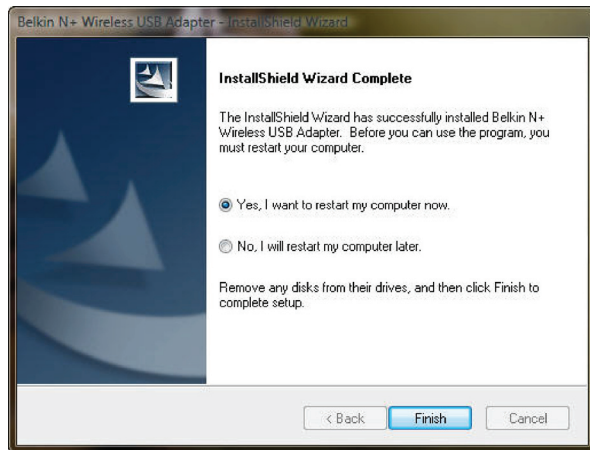 Belkin N+ Wireless USB Adapter - InstallShield Wizard
InstallShield Wizard Complete
The InstallShield Wizard has successfully installed Belkin N+
Wireless USB Adapter. Before you can use the program, you
must restart your computer.
Yes, I want to restart my computer now.
No, I will restart my computer later.
Remove any disks from their drives, and then click Finish to
complete setup.
< Back
Finish
Cancel